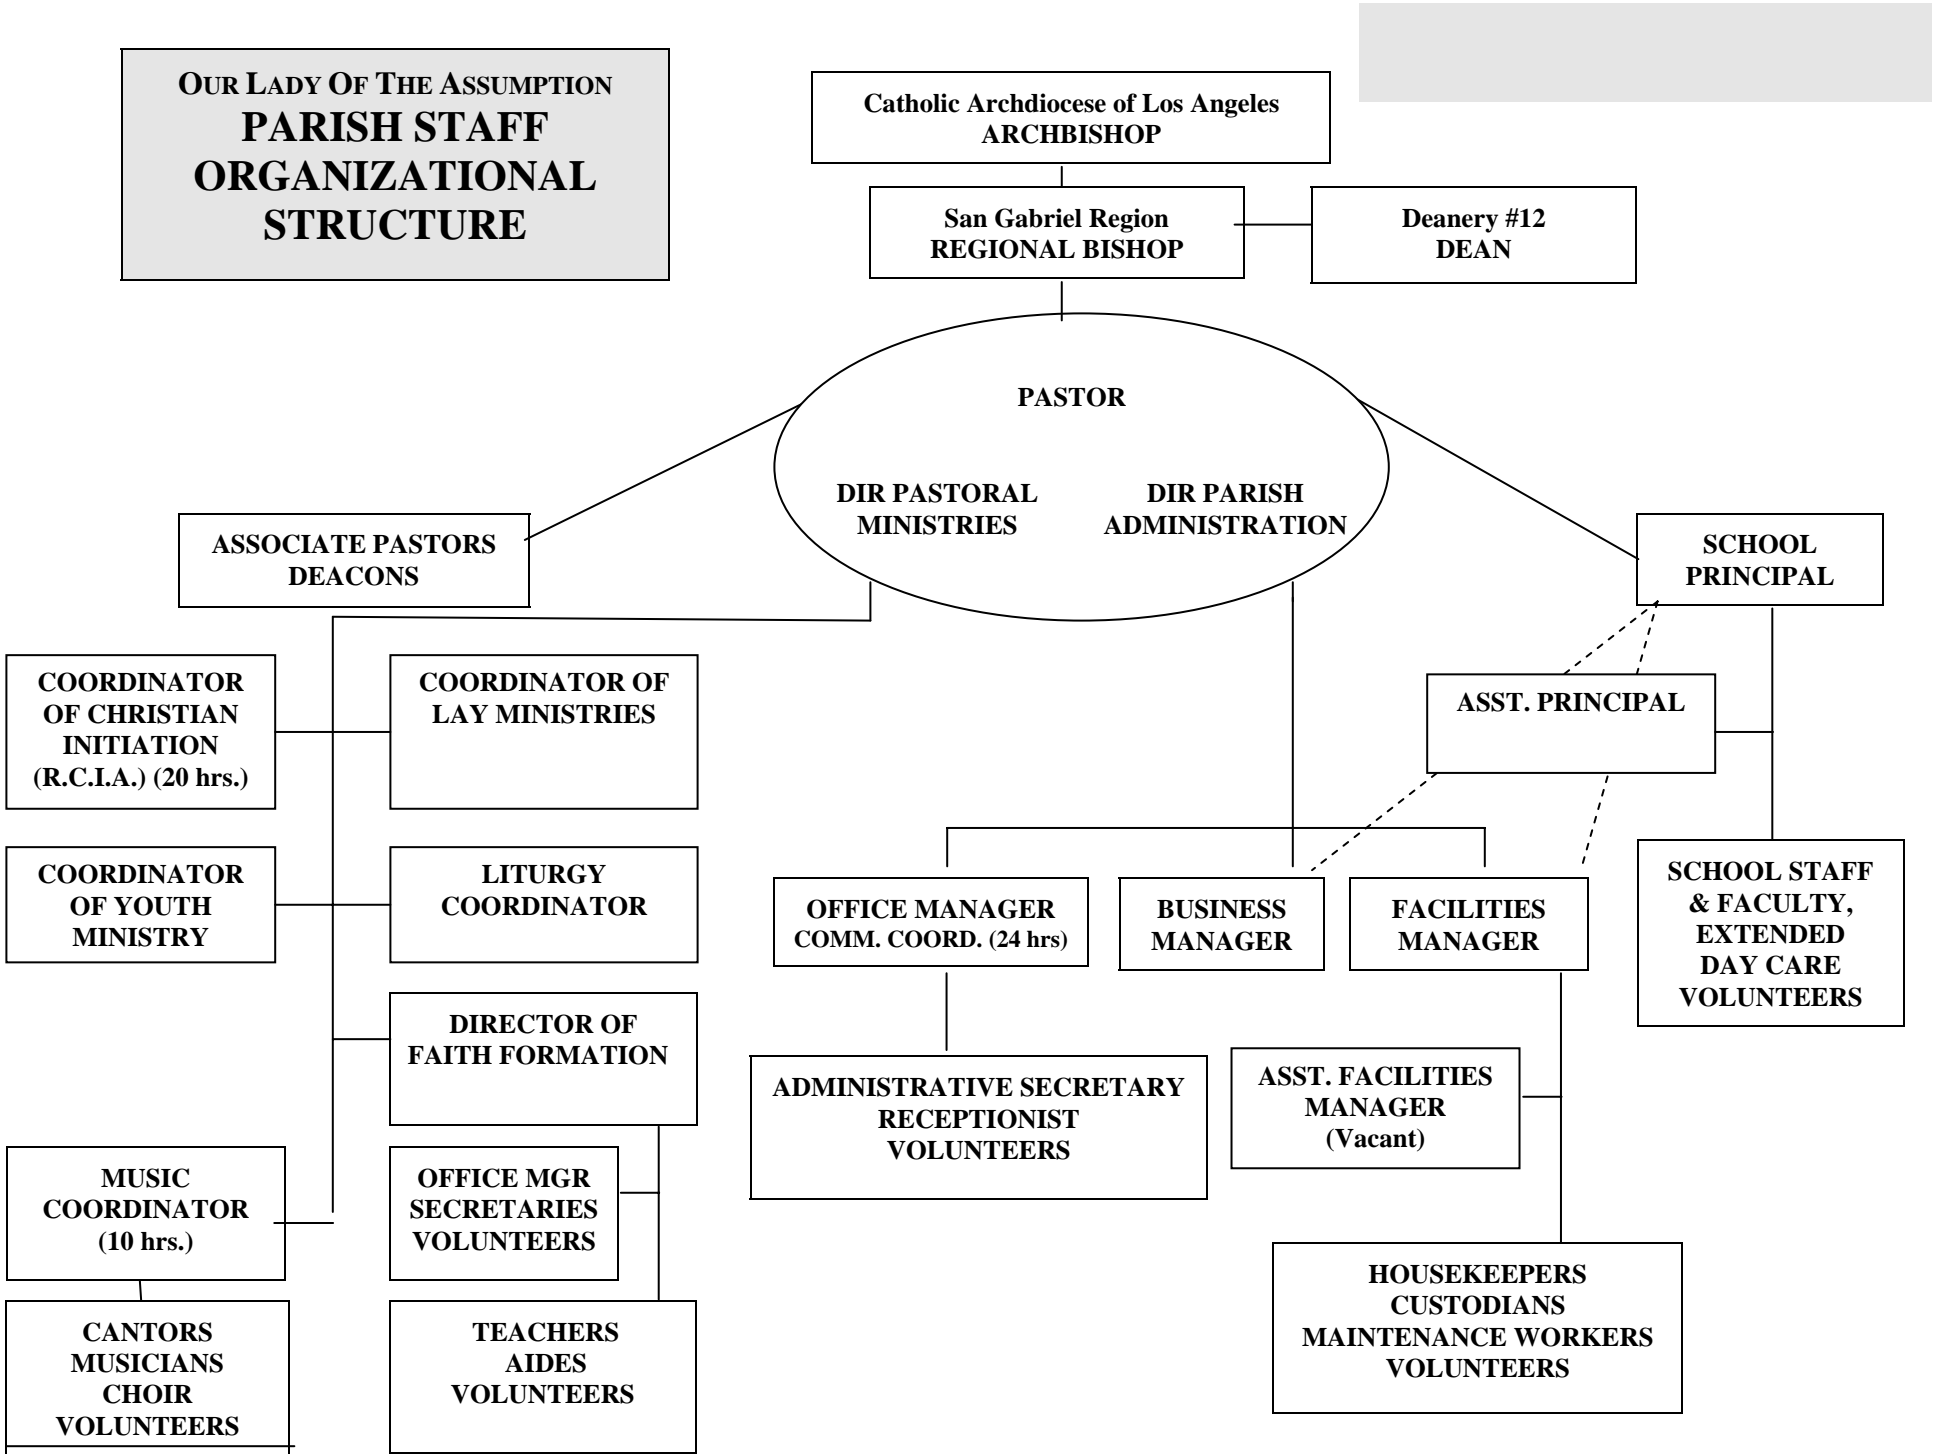 OUR LADY OF THE ASSUMPTION
PARISH STAFF
ORGANIZATIONAL
STRUCTURE
Catholic Archdiocese of Los Angeles
ARCHBISHOP
San Gabriel Region
REGIONAL BISHOP
Deanery #12
DEAN
PASTOR
DIR PASTORAL
MINISTRIES
DIR PARISH
ADMINISTRATION
ASSOCIATE PASTORS
DEACONS
SCHOOL
PRINCIPAL
COORDINATOR
OF CHRISTIAN
INITIATION
(R.C.I.A.) (20 hrs.)
COORDINATOR OF
LAY MINISTRIES
ASST. PRINCIPAL
COORDINATOR
OF YOUTH
MINISTRY
LITURGY
COORDINATOR
OFFICE MANAGER
COMM. COORD. (24 hrs)
BUSINESS
MANAGER
FACILITIES
MANAGER
SCHOOL STAFF
& FACULTY,
EXTENDED
DAY CARE
VOLUNTEERS
DIRECTOR OF
FAITH FORMATION
ADMINISTRATIVE SECRETARY
RECEPTIONIST
VOLUNTEERS
ASST. FACILITIES
MANAGER
(Vacant)
MUSIC
COORDINATOR
(10 hrs.)
OFFICE MGR
SECRETARIES
VOLUNTEERS
HOUSEKEEPERS
CUSTODIANS
MAINTENANCE WORKERS
VOLUNTEERS
CANTORS
MUSICIANS
CHOIR
VOLUNTEERS
TEACHERS
AIDES
VOLUNTEERS